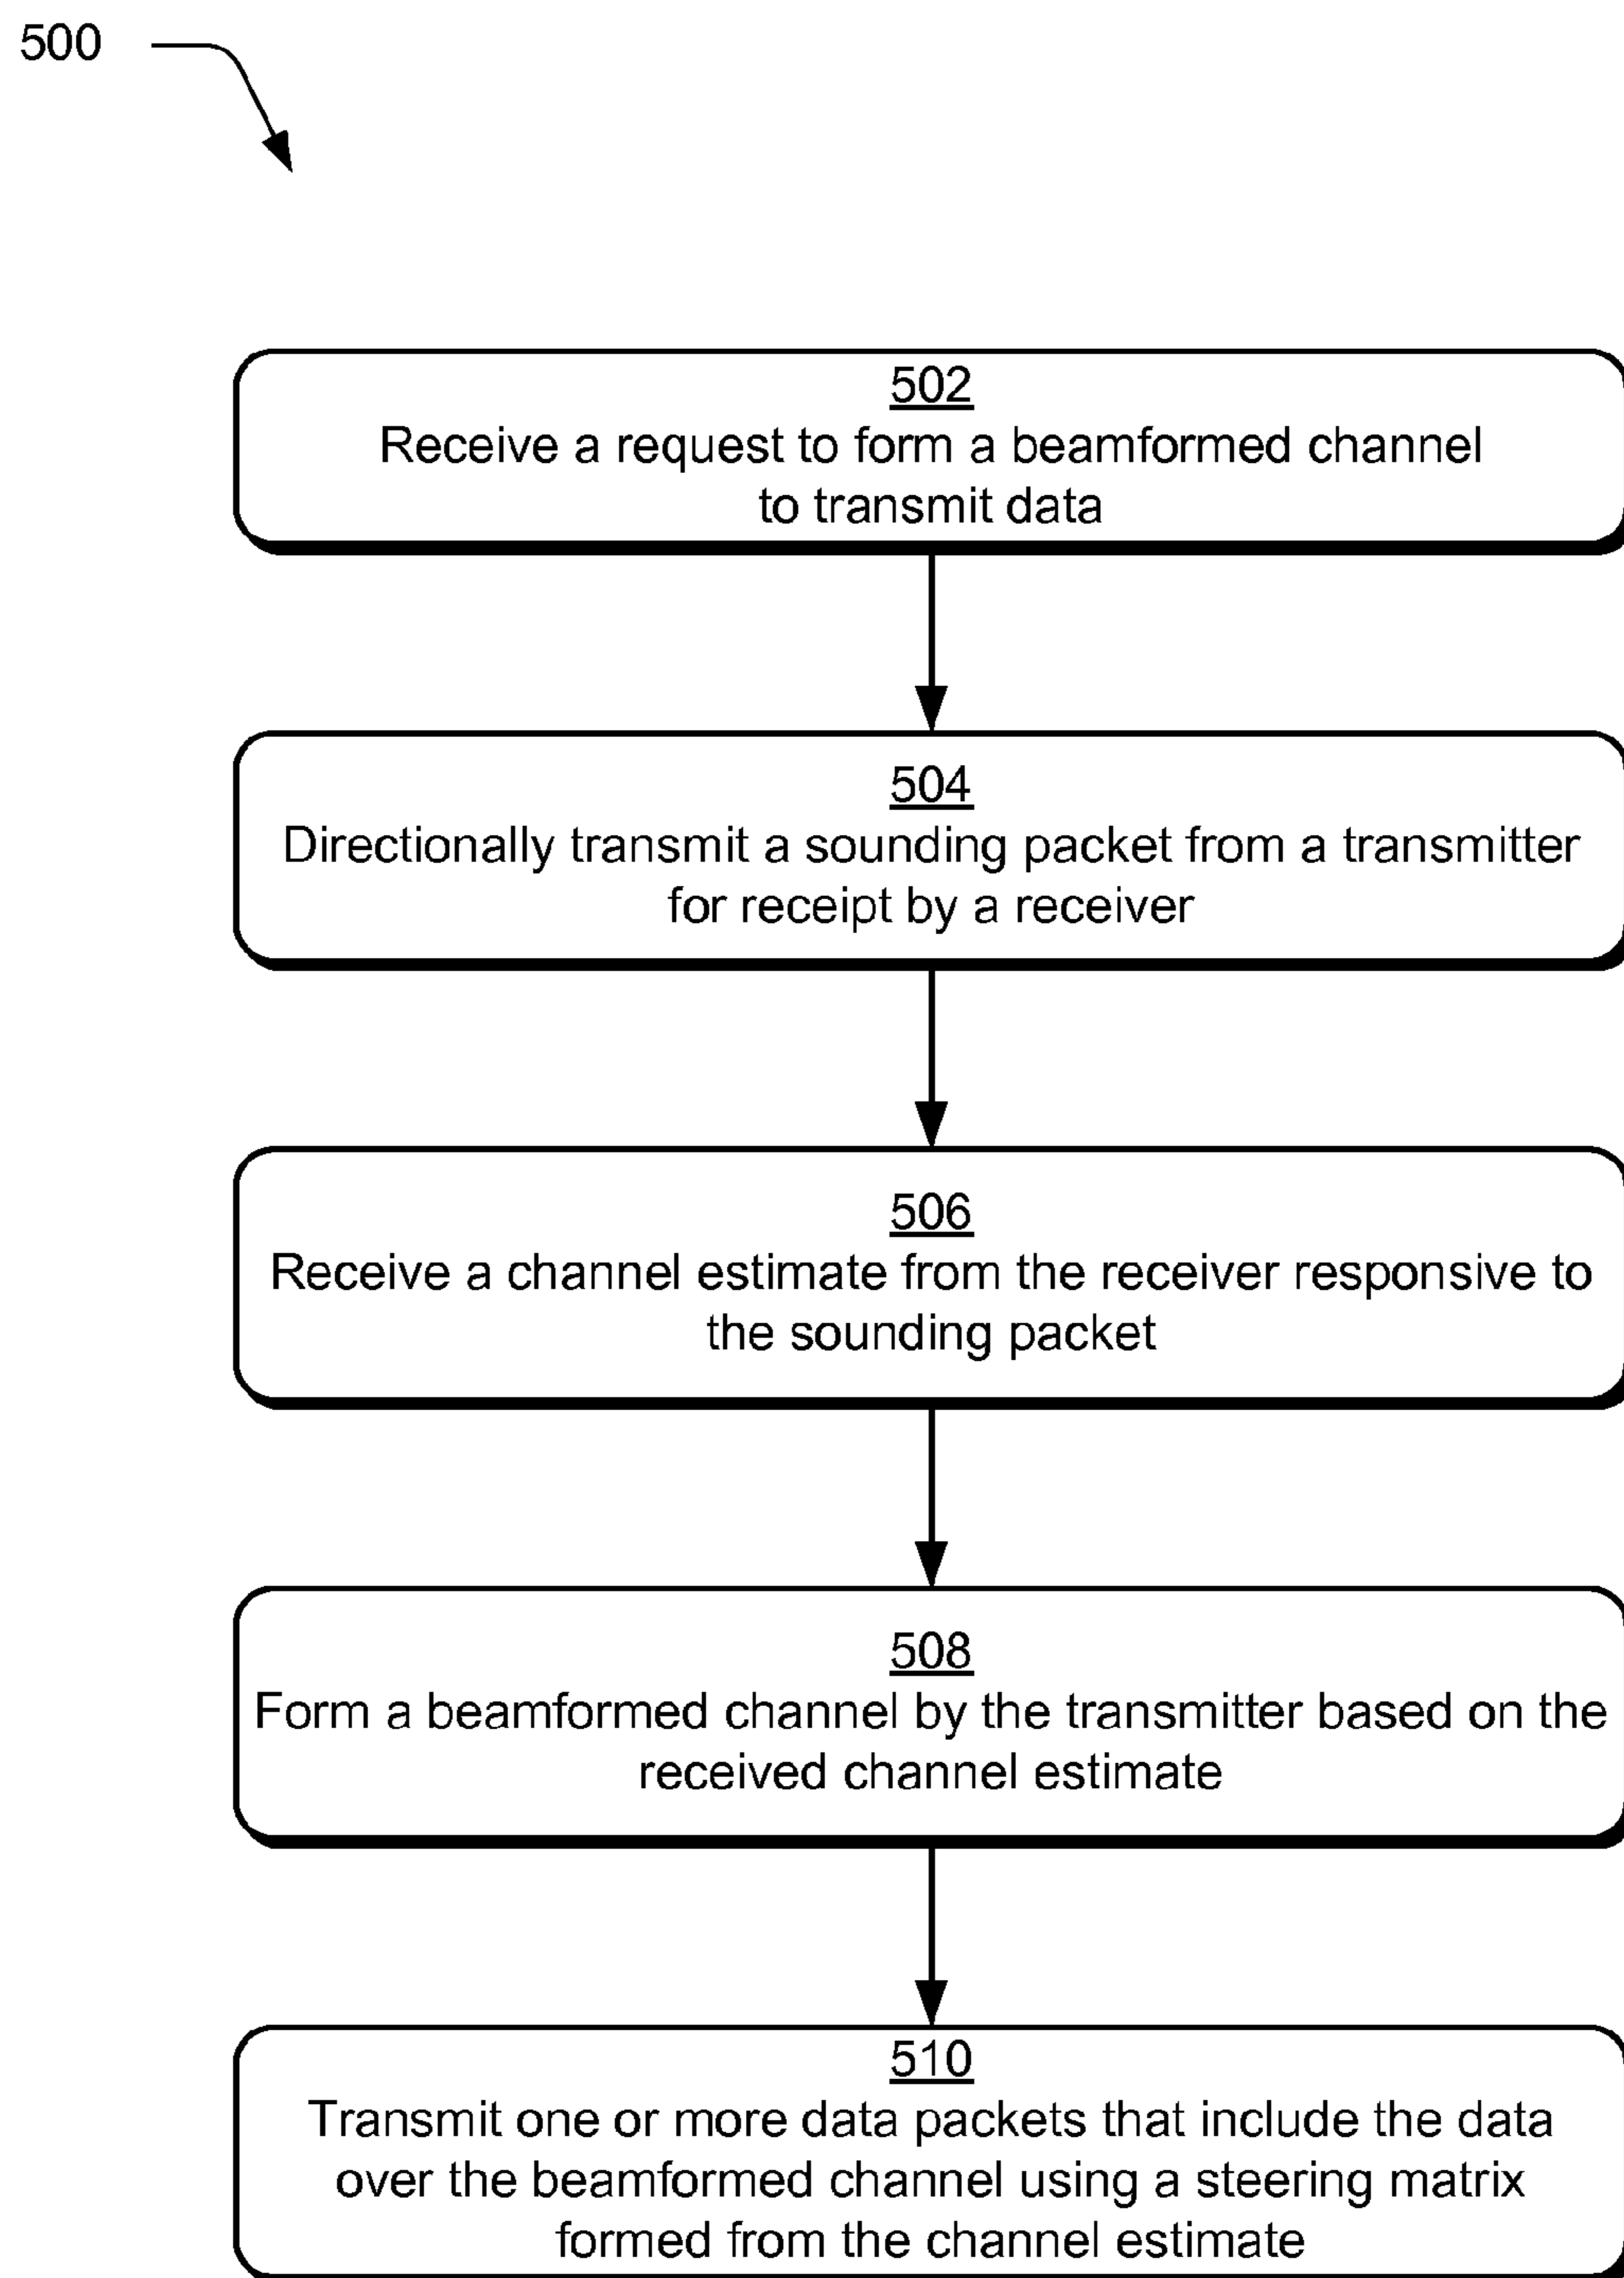 500
502
Receive a request to form a beamformed channel
to transmit data
504
Directionally transmit a sounding packet from a transmitter
for receipt by a receiver
506
Receive a channel estimate from the receiver responsive to
the sounding packet
508
Form a beamformed channel by the transmitter based on the
received channel estimate
510
Transmit one or more data packets that include the data
over the beamformed channel using a steering matrix
formed from the channel estimate